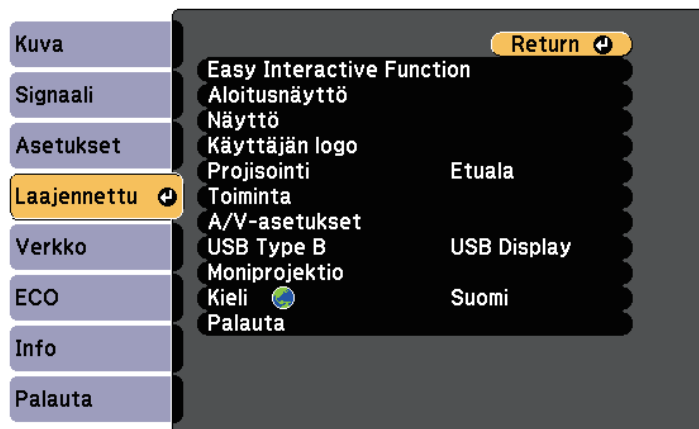 Kuva
Signaali
Asetukset
Laajennettu
Verkko
ECO
Info
Palauta
Return
Easy Interactive Function
Aloitusnäyttö
Näyttö
Käyttäjän logo
Projisointi Etuala
Toiminta
A/V-asetukset
USB Type B USB Display
Moniprojektio
Kieli Suomi
Palauta